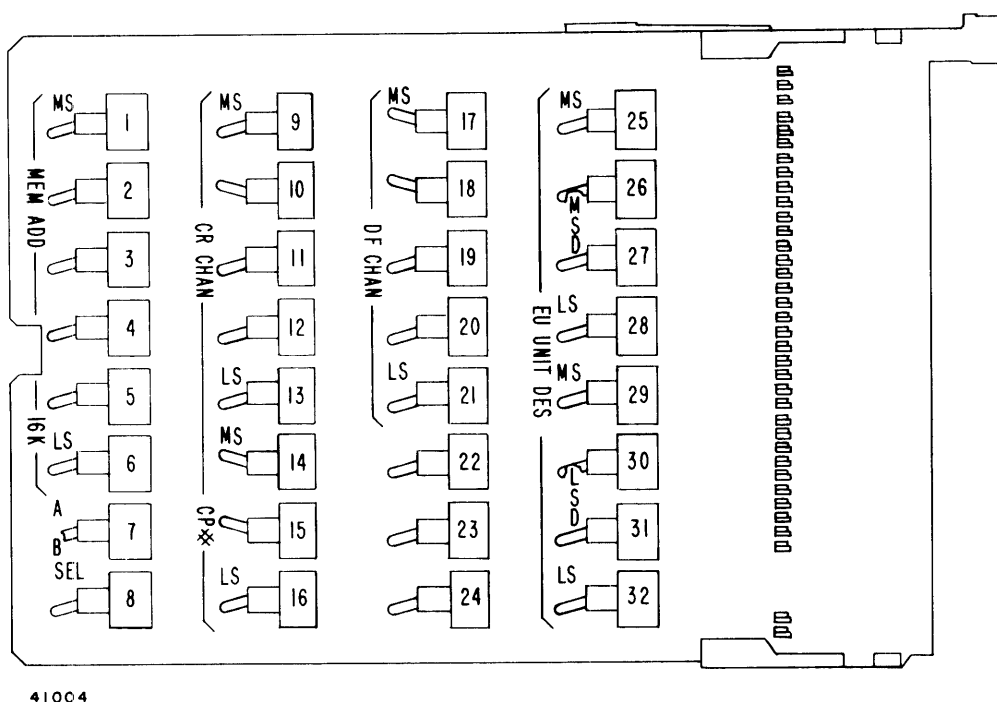 MS 1 MS 9 MS 17 MS 25
2 10 18 26
MEM ADD
CR CHAN
DF CHAN
MSD
3 11 19 27
4 12 20 LS 28
EU UNIT DES
5 LS 13 LS 21 MS 29
16K
LS 6 MS 14 22 30
LSD
A
7 15 23 31
B
CP※
SEL 8 LS 16 24 LS 32
41004